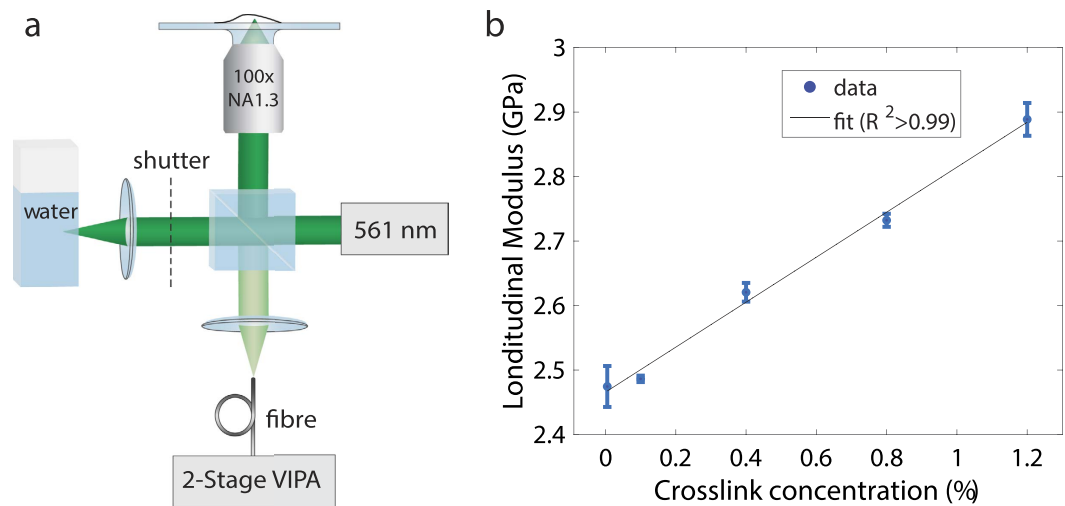 a
100x
NA1.3
shutter
water
561 nm
fibre
2-Stage VIPA
b
Londitudinal Modulus (GPa)
3
2.9
2.8
2.7
2.6
2.5
2.4
data
fit (R ²>0.99)
0 0.2 0.4 0.6 0.8 1 1.2
Crosslink concentration (%)